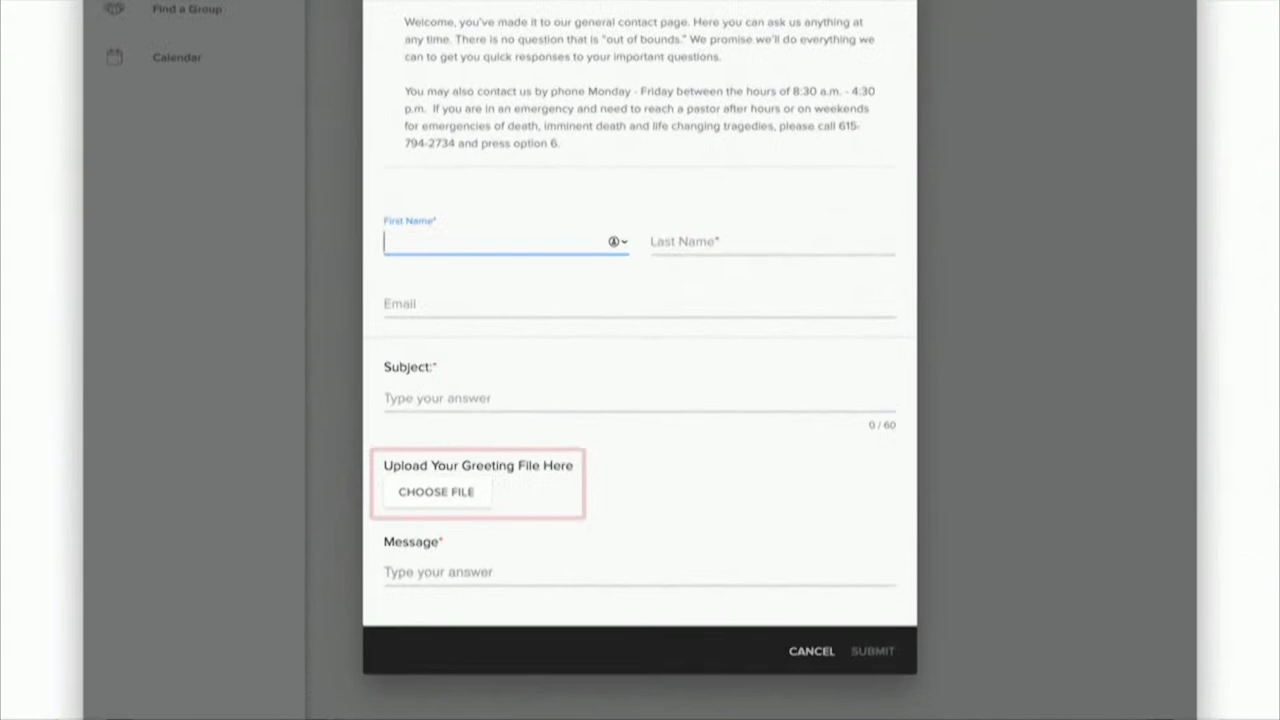 Find a Group
Calendar
Welcome, you've made it to our general contact page. Here you can ask us anything at
any time. There is no question that is "out of bounds." We promise we'll do everything we
can to get you quick responses to your important questions.
You may also contact us by phone Monday - Friday between the hours of 8:30 a.m. - 4:30
p.m. If you are in an emergency and need to reach a pastor after hours or on weekends
for emergencies of death, imminent death and life changing tragedies, please call 615-
794-2734 and press option 6.
First Name*
Last Name*
Email
Subject:*
Type your answer
0 / 60
Upload Your Greeting File Here
CHOOSE FILE
Message*
Type your answer
CANCEL SUBMIT